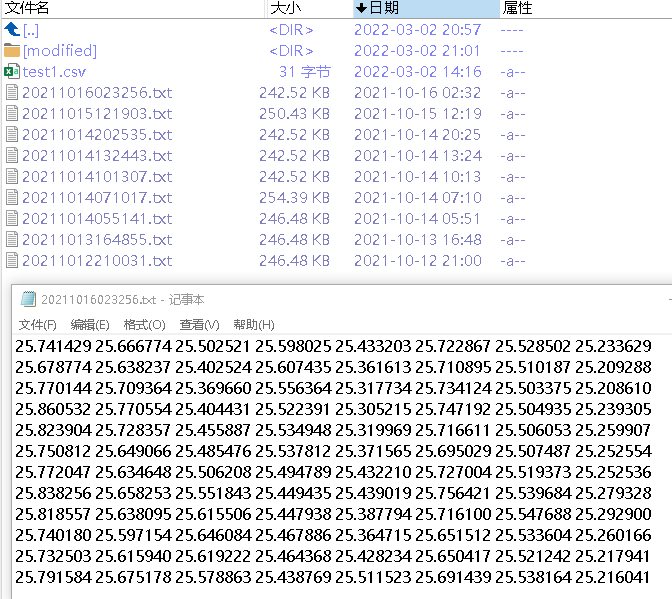 文件名 大小 日期 属性
[..] <DIR> 2022-03-02 20:57 ----
[modified] <DIR> 2022-03-02 21:01 ----
test1.csv 31 字节 2022-03-02 14:16 -a--
20211016023256.txt 242.52 KB 2021-10-16 02:32 -a--
20211015121903.txt 250.43 KB 2021-10-15 12:19 -a--
20211014202535.txt 242.52 KB 2021-10-14 20:25 -a--
20211014132443.txt 242.52 KB 2021-10-14 13:24 -a--
20211014101307.txt 242.52 KB 2021-10-14 10:13 -a--
20211014071017.txt 254.39 KB 2021-10-14 07:10 -a--
20211014055141.txt 246.48 KB 2021-10-14 05:51 -a--
20211013164855.txt 246.48 KB 2021-10-13 16:48 -a--
20211012210031.txt 246.48 KB 2021-10-12 21:00 -a--
20211016023256.txt - 记事本
文件(F) 编辑(E) 格式(O) 查看(V) 帮助(H)
25.741429 25.666774 25.502521 25.598025 25.433203 25.722867 25.528502 25.233629
25.678774 25.638237 25.402524 25.607435 25.361613 25.710895 25.510187 25.209288
25.770144 25.709364 25.369660 25.556364 25.317734 25.734124 25.503375 25.208610
25.860532 25.770554 25.404431 25.522391 25.305215 25.747192 25.504935 25.239305
25.823904 25.728357 25.455887 25.534948 25.319969 25.716611 25.506053 25.259907
25.750812 25.649066 25.485476 25.537812 25.371565 25.695029 25.507487 25.252554
25.772047 25.634648 25.506208 25.494789 25.432210 25.727004 25.519373 25.252536
25.838256 25.658253 25.551843 25.449435 25.439019 25.756421 25.539684 25.279328
25.818557 25.638095 25.615506 25.447938 25.387794 25.716100 25.547688 25.292900
25.740180 25.597154 25.646084 25.467886 25.364715 25.651512 25.533604 25.260166
25.732503 25.615940 25.619222 25.464368 25.428234 25.650417 25.521242 25.217941
25.791584 25.675178 25.578863 25.438769 25.511523 25.691439 25.538164 25.216041